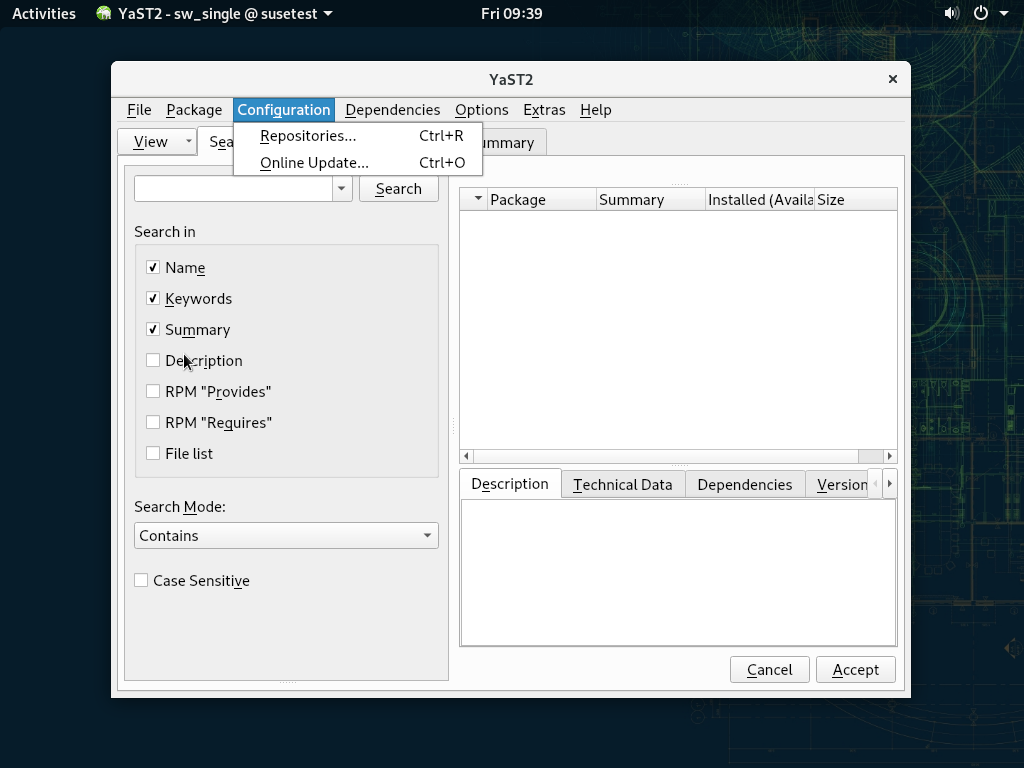 Activities YaST2 - sw_single @ susetest Fri 09:39
YaST2
File Package Configuration Dependencies Options Extras Help
Repositories... Ctrl+R
Online Update... Ctrl+O
View
Search
Search in
Name
Keywords
Summary
Description
RPM "Provides"
RPM "Requires"
File list
Search Mode:
Contains
Case Sensitive
Package Summary Installed (Availa Size
Description Technical Data Dependencies Version
Cancel Accept